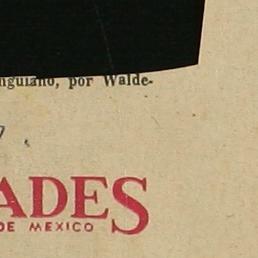 nguiano, por Walde-
7
ADES
DE MEXICO